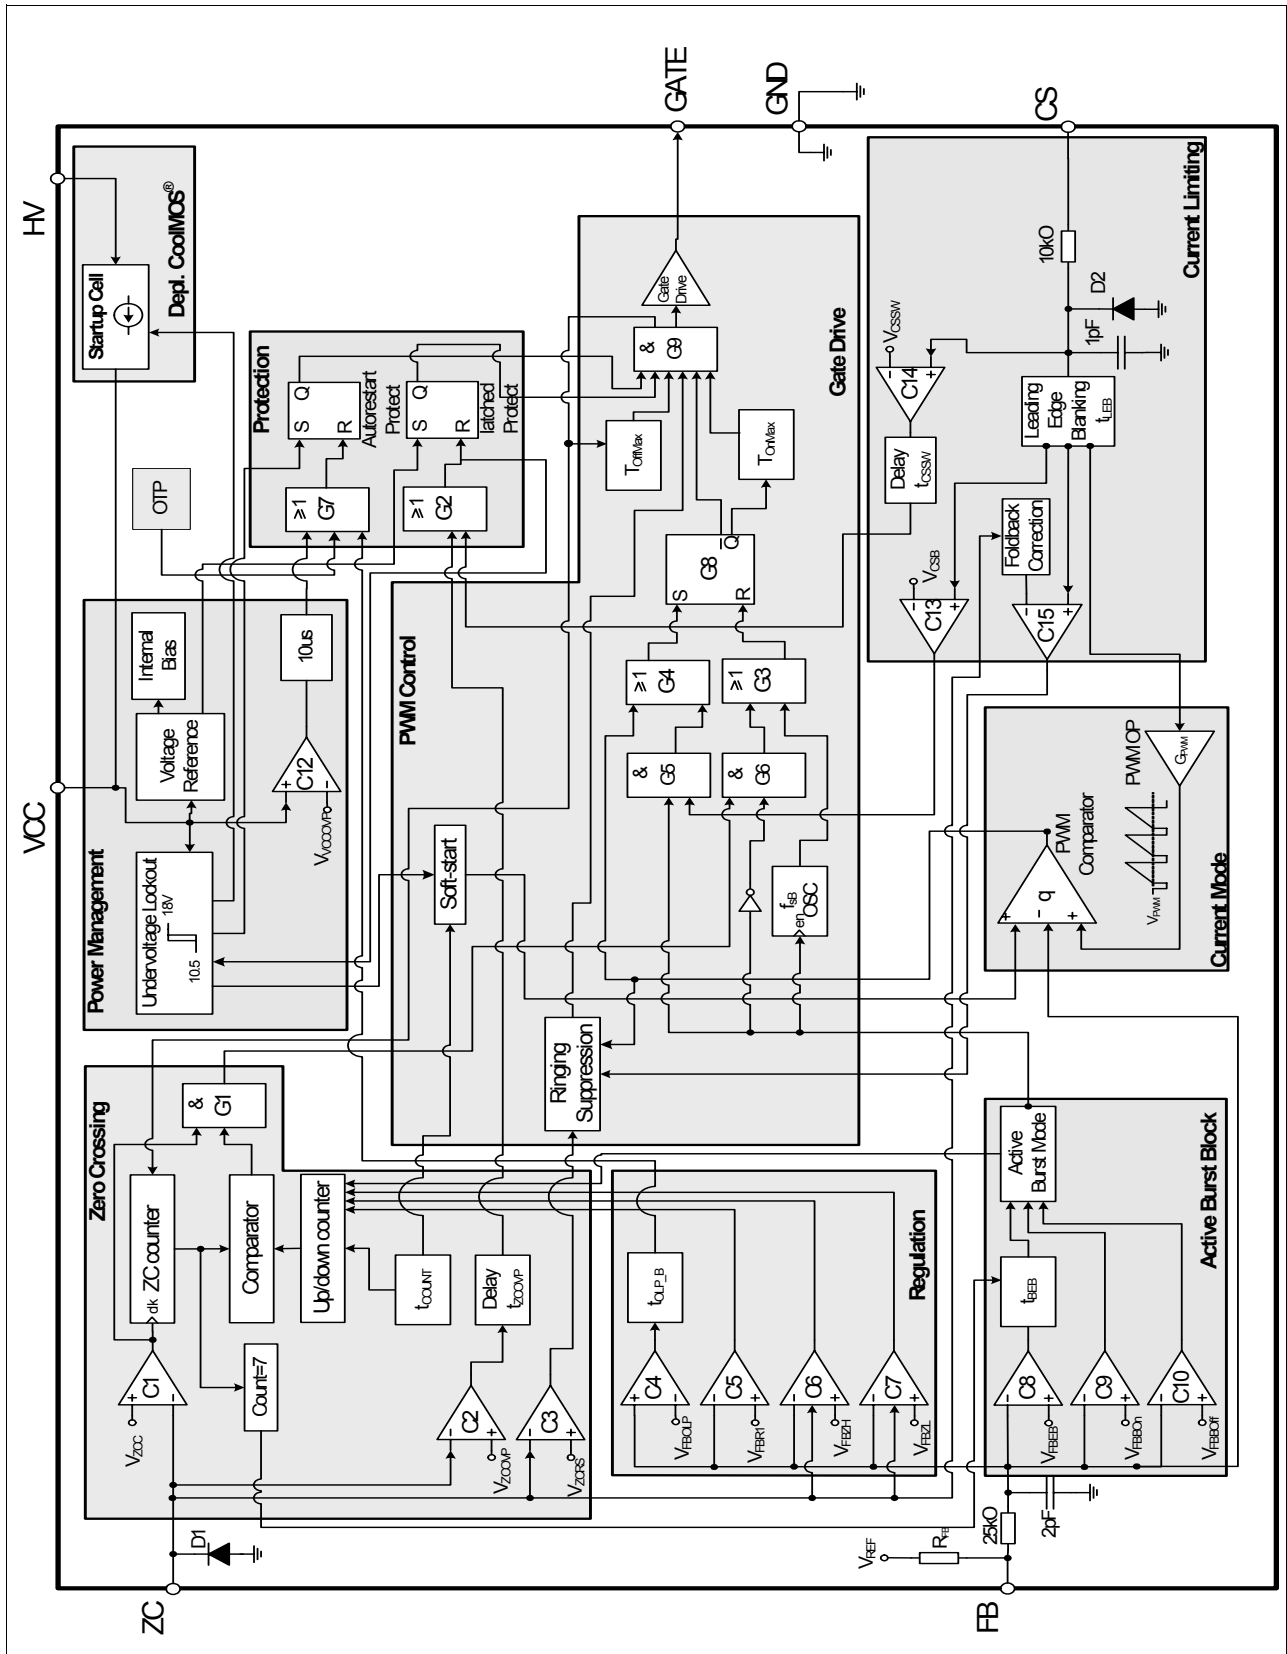 HV
VCC
ZC
FB
GATE
GND
CS
Startup Cell
Depl. CoolMOS®
Power Management
Undervoltage Lockout
18V
10.5
Voltage
Reference
Internal
Bias
+
C12
-
VVCCOVP
10us
OTP
Protection
≥1
G7
≥1
G2
S Q
R
Autorestart
Protect
S Q
R
latched
Protect
Zero Crossing
D1
VZCC
+
C1
-
clk ZC counter
&
G1
Comparator
Up/down counter
Count=7
tCOUNT
-
C2
+
VZCOVP
Delay
tZCOVP
-
C3
+
VZCRS
PWM Control
Soft-start
Ringing
Suppression
&
G5
&
G6
≥1
G4
≥1
G3
en fsB
OSC
S
R
G8
Q
Gate Drive
TOffMax
TOnMax
&
G9
Gate
Drive
Regulation
+
C4
-
VFBOLP
tOLP_B
-
C5
+
VFBR1
-
C6
+
VFBZH
-
C7
+
VFBZL
Active Burst Block
-
C8
+
VFBEB
tBEB
-
C9
+
VFBBOn
-
C10
+
VFBBOff
Active
Burst Mode
VREF
RFB
25kO
2pF
Current Mode
+
- q
+
PWM
Comparator
PWM OP
GPWM
VPWM
Current Limiting
10kO
D2
1pF
Leading
Edge
Blanking
tLEB
VCSSW
-
C14
+
Delay
tCSSW
VCSB
-
C13
+
Foldback
Correction
-
C15
+